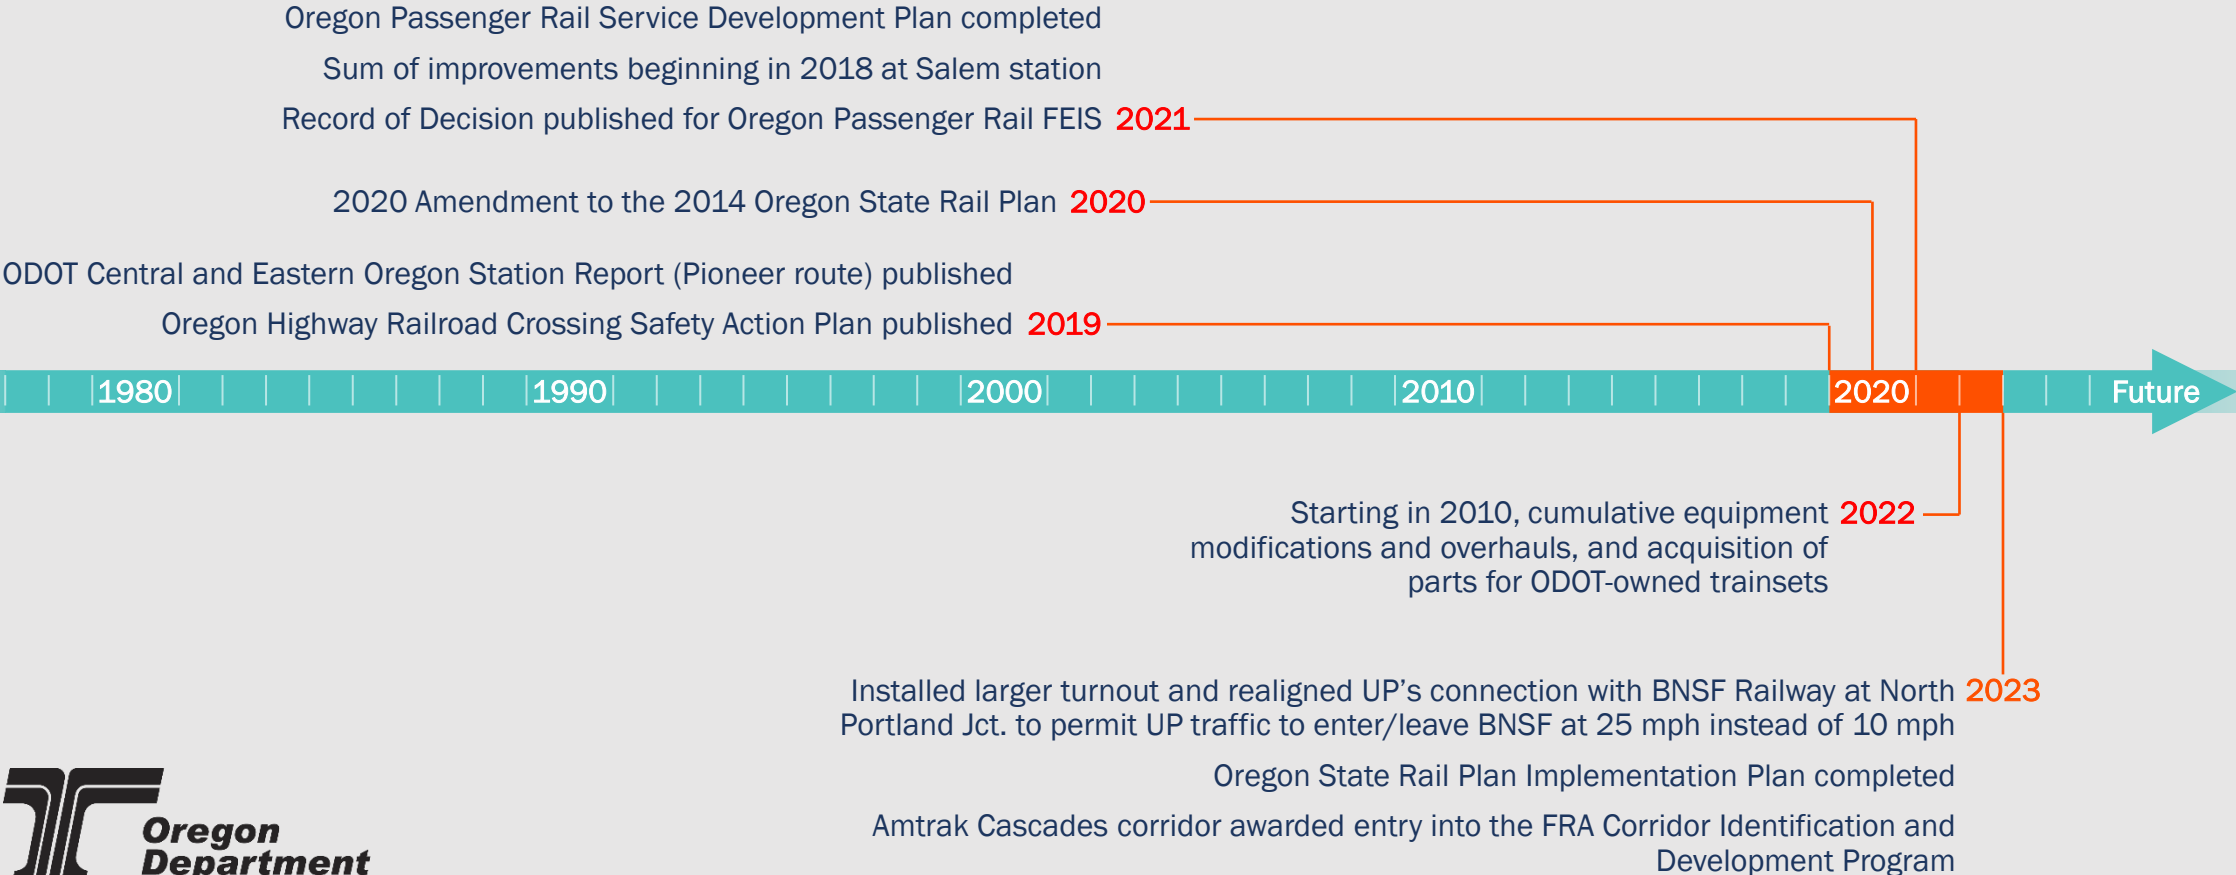 Oregon Passenger Rail Service Development Plan completed
Sum of improvements beginning in 2018 at Salem station
Record of Decision published for Oregon Passenger Rail FEIS 2021
2020 Amendment to the 2014 Oregon State Rail Plan 2020
ODOT Central and Eastern Oregon Station Report (Pioneer route) published
Oregon Highway Railroad Crossing Safety Action Plan published 2019
1980 1990 2000 2010 2020 Future
Starting in 2010, cumulative equipment 2022
modifications and overhauls, and acquisition of
parts for ODOT-owned trainsets
Installed larger turnout and realigned UP’s connection with BNSF Railway at North 2023
Portland Jct. to permit UP traffic to enter/leave BNSF at 25 mph instead of 10 mph
Oregon State Rail Plan Implementation Plan completed
Amtrak Cascades corridor awarded entry into the FRA Corridor Identification and
Development Program
Oregon
Department